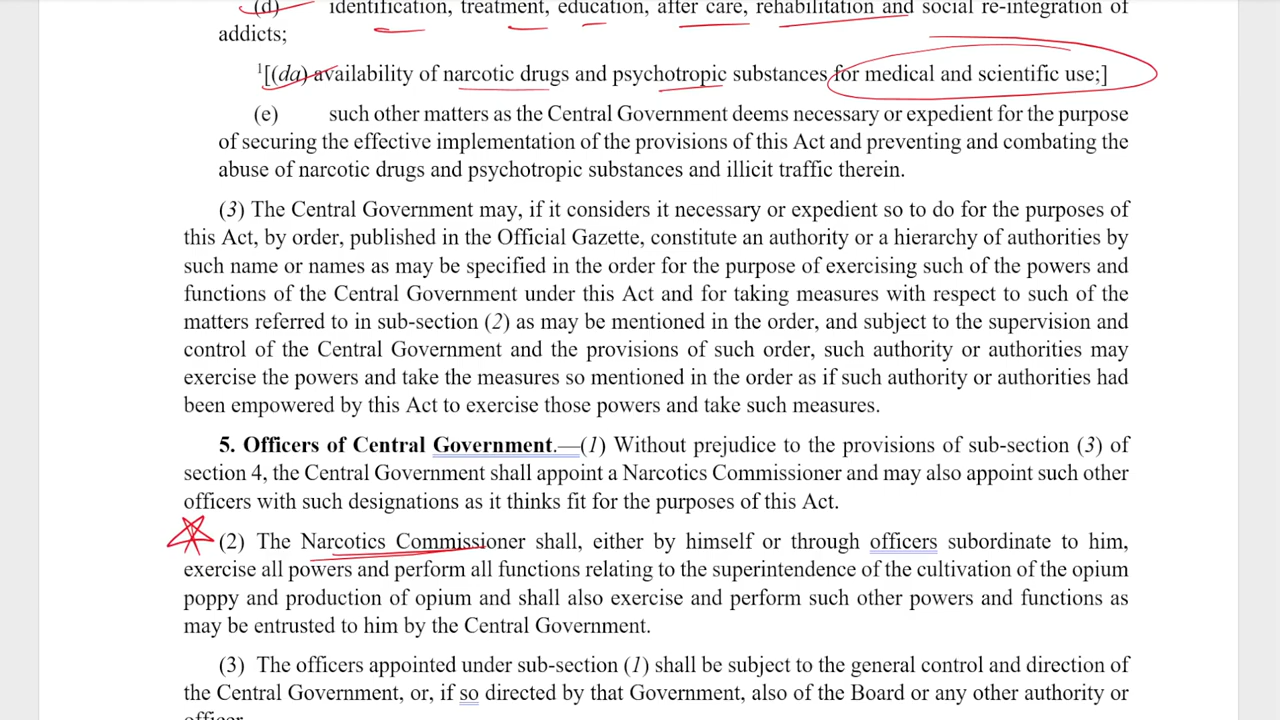 (d) identification, treatment, education, after care, rehabilitation and social re-integration of
addicts;
1[(da) availability of narcotic drugs and psychotropic substances for medical and scientific use;]
(e) such other matters as the Central Government deems necessary or expedient for the purpose
of securing the effective implementation of the provisions of this Act and preventing and combating the
abuse of narcotic drugs and psychotropic substances and illicit traffic therein.
(3) The Central Government may, if it considers it necessary or expedient so to do for the purposes of
this Act, by order, published in the Official Gazette, constitute an authority or a hierarchy of authorities by
such name or names as may be specified in the order for the purpose of exercising such of the powers and
functions of the Central Government under this Act and for taking measures with respect to such of the
matters referred to in sub-section (2) as may be mentioned in the order, and subject to the supervision and
control of the Central Government and the provisions of such order, such authority or authorities may
exercise the powers and take the measures so mentioned in the order as if such authority or authorities had
been empowered by this Act to exercise those powers and take such measures.
5. Officers of Central Government.—(1) Without prejudice to the provisions of sub-section (3) of
section 4, the Central Government shall appoint a Narcotics Commissioner and may also appoint such other
officers with such designations as it thinks fit for the purposes of this Act.
(2) The Narcotics Commissioner shall, either by himself or through officers subordinate to him,
exercise all powers and perform all functions relating to the superintendence of the cultivation of the opium
poppy and production of opium and shall also exercise and perform such other powers and functions as
may be entrusted to him by the Central Government.
(3) The officers appointed under sub-section (1) shall be subject to the general control and direction of
the Central Government, or, if so directed by that Government, also of the Board or any other authority or
officer.